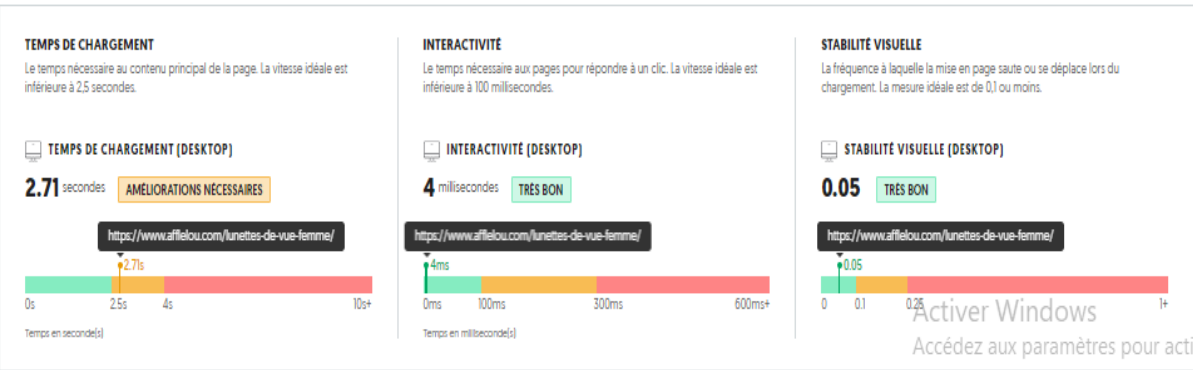 TEMPS DE CHARGEMENT
Le temps nécessaire au contenu principal de la page. La vitesse idéale est
inférieure à 2,5 secondes.
TEMPS DE CHARGEMENT (DESKTOP)
2.71 secondes AMÉLIORATIONS NÉCESSAIRES
https://www.afflelou.com/lunettes-de-vue-femme/
2.71s
0s 2.5s 4s 10s+
Temps en seconde(s)
INTERACTIVITÉ
Le temps nécessaire aux pages pour répondre à un clic. La vitesse idéale est
inférieure à 100 millisecondes.
INTERACTIVITÉ (DESKTOP)
4 millisecondes TRÈS BON
https://www.afflelou.com/lunettes-de-vue-femme/
4ms
0ms 100ms 300ms 600ms+
Temps en milliseconde(s)
STABILITÉ VISUELLE
La fréquence à laquelle la mise en page saute ou se déplace lors du
chargement. La mesure idéale est de 0,1 ou moins.
STABILITÉ VISUELLE (DESKTOP)
0.05 TRÈS BON
https://www.afflelou.com/lunettes-de-vue-femme/
0.05
0 0.1 0.25 1+
Activer Windows
Accédez aux paramètres pour acti